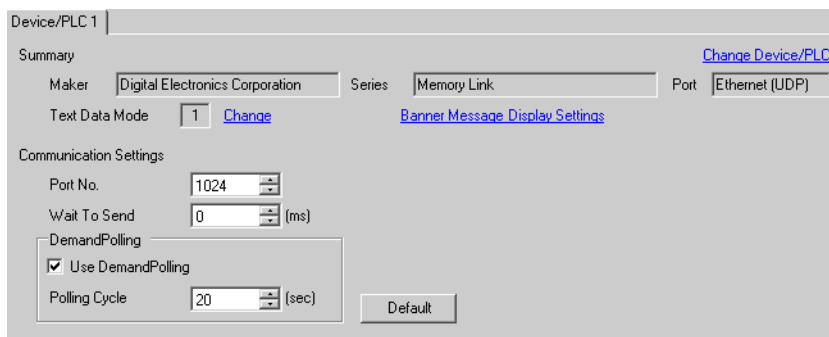 Device/PLC 1
Summary
Change Device/PLC
Maker Digital Electronics Corporation Series Memory Link Port Ethernet (UDP)
Text Data Mode 1 Change Banner Message Display Settings
Communication Settings
Port No. 1024
Wait To Send 0 (ms)
DemandPolling
Use DemandPolling
Polling Cycle 20 (sec)
Default